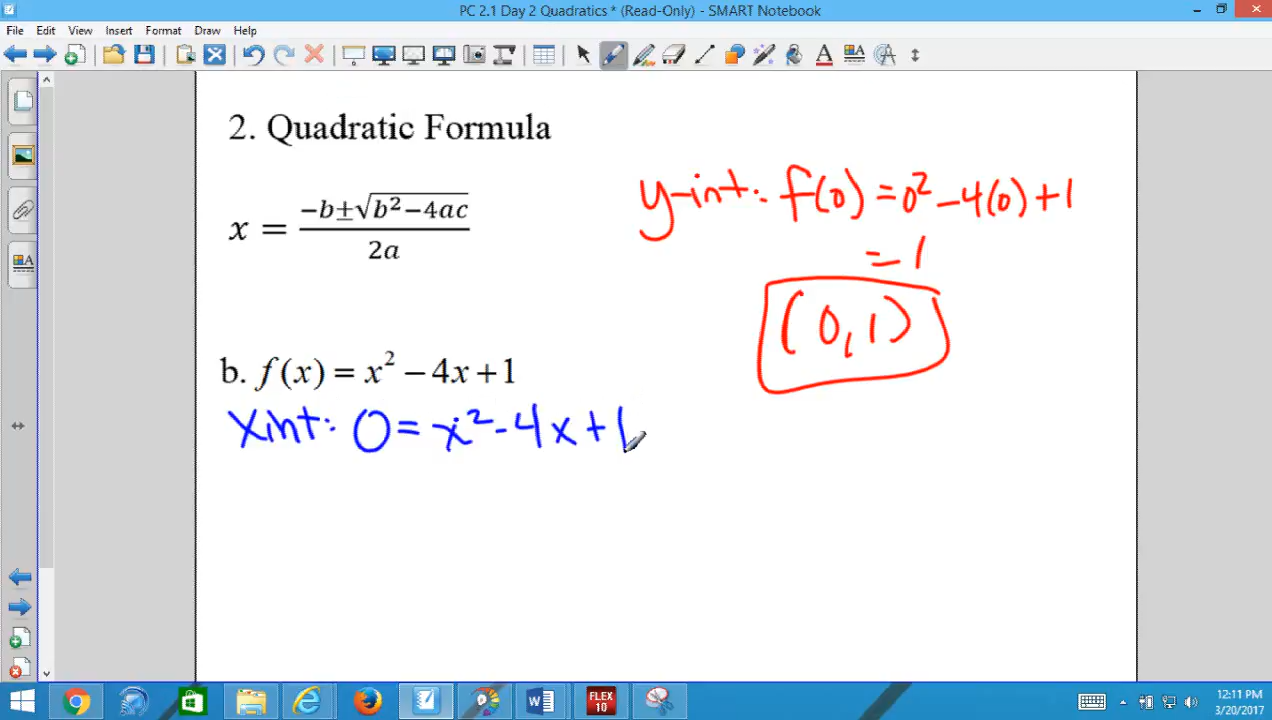 PC 2.1 Day 2 Quadratics * (Read-Only) - SMART Notebook
File Edit View Insert Format Draw Help
2. Quadratic Formula
x = \frac{-b±√b²−4ac}{2a}
y-int: f(0) = 0² - 4(0) + 1
= 1
(0, 1)
b. f(x) = x² − 4x + 1
X int: 0 = x² - 4x + 1
FLEX 10
12:11 PM
3/20/2017